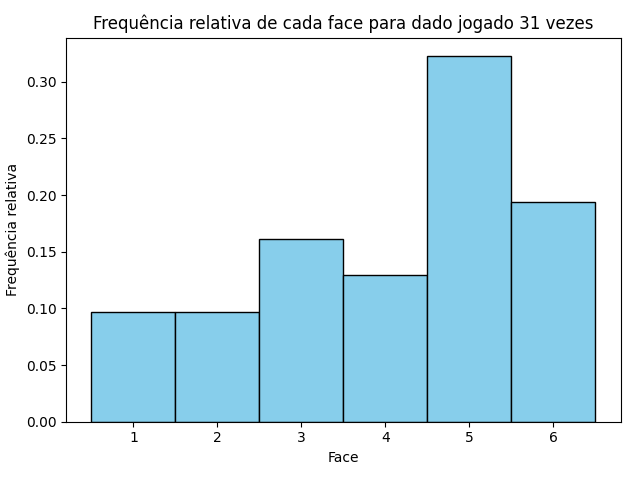 Frequência relativa de cada face para dado jogado 31 vezes
0.30
0.25
0.20
0.15
0.10
0.05
0.00
Frequência relativa
1 2 3 4 5 6
Face